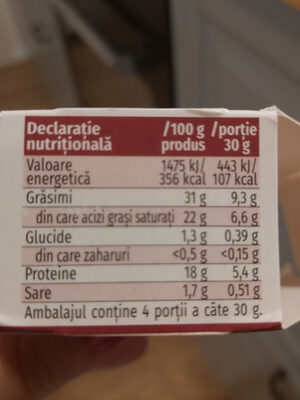 Declarație nutrițională /100 g produs /porție 30 g
Valoare energetică 1475 kJ/ 356 kcal 443 kJ/ 107 kcal
Grăsimi 31 g 9,3 g
din care acizi grași saturați 22 g 6,6 g
Glucide 1,3 g 0,39 g
din care zaharuri <0,5 g <0,15 g
Proteine 18 g 5,4 g
Sare 1,7 g 0,51 g
Ambalajul conține 4 porții a câte 30 g.